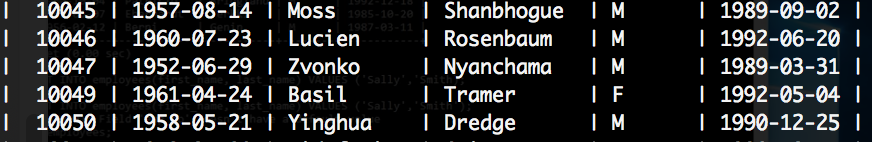 | 10045 | 1957-08-14 | Moss | Shanbhogue | M | 1989-09-02 |
| 10046 | 1960-07-23 | Lucien | Rosenbaum | M | 1992-06-20 |
| 10047 | 1952-06-29 | Zvonko | Nyanchama | M | 1989-03-31 |
| 10049 | 1961-04-24 | Basil | Tramer | F | 1992-05-04 |
| 10050 | 1958-05-21 | Yinghua | Dredge | M | 1990-12-25 |